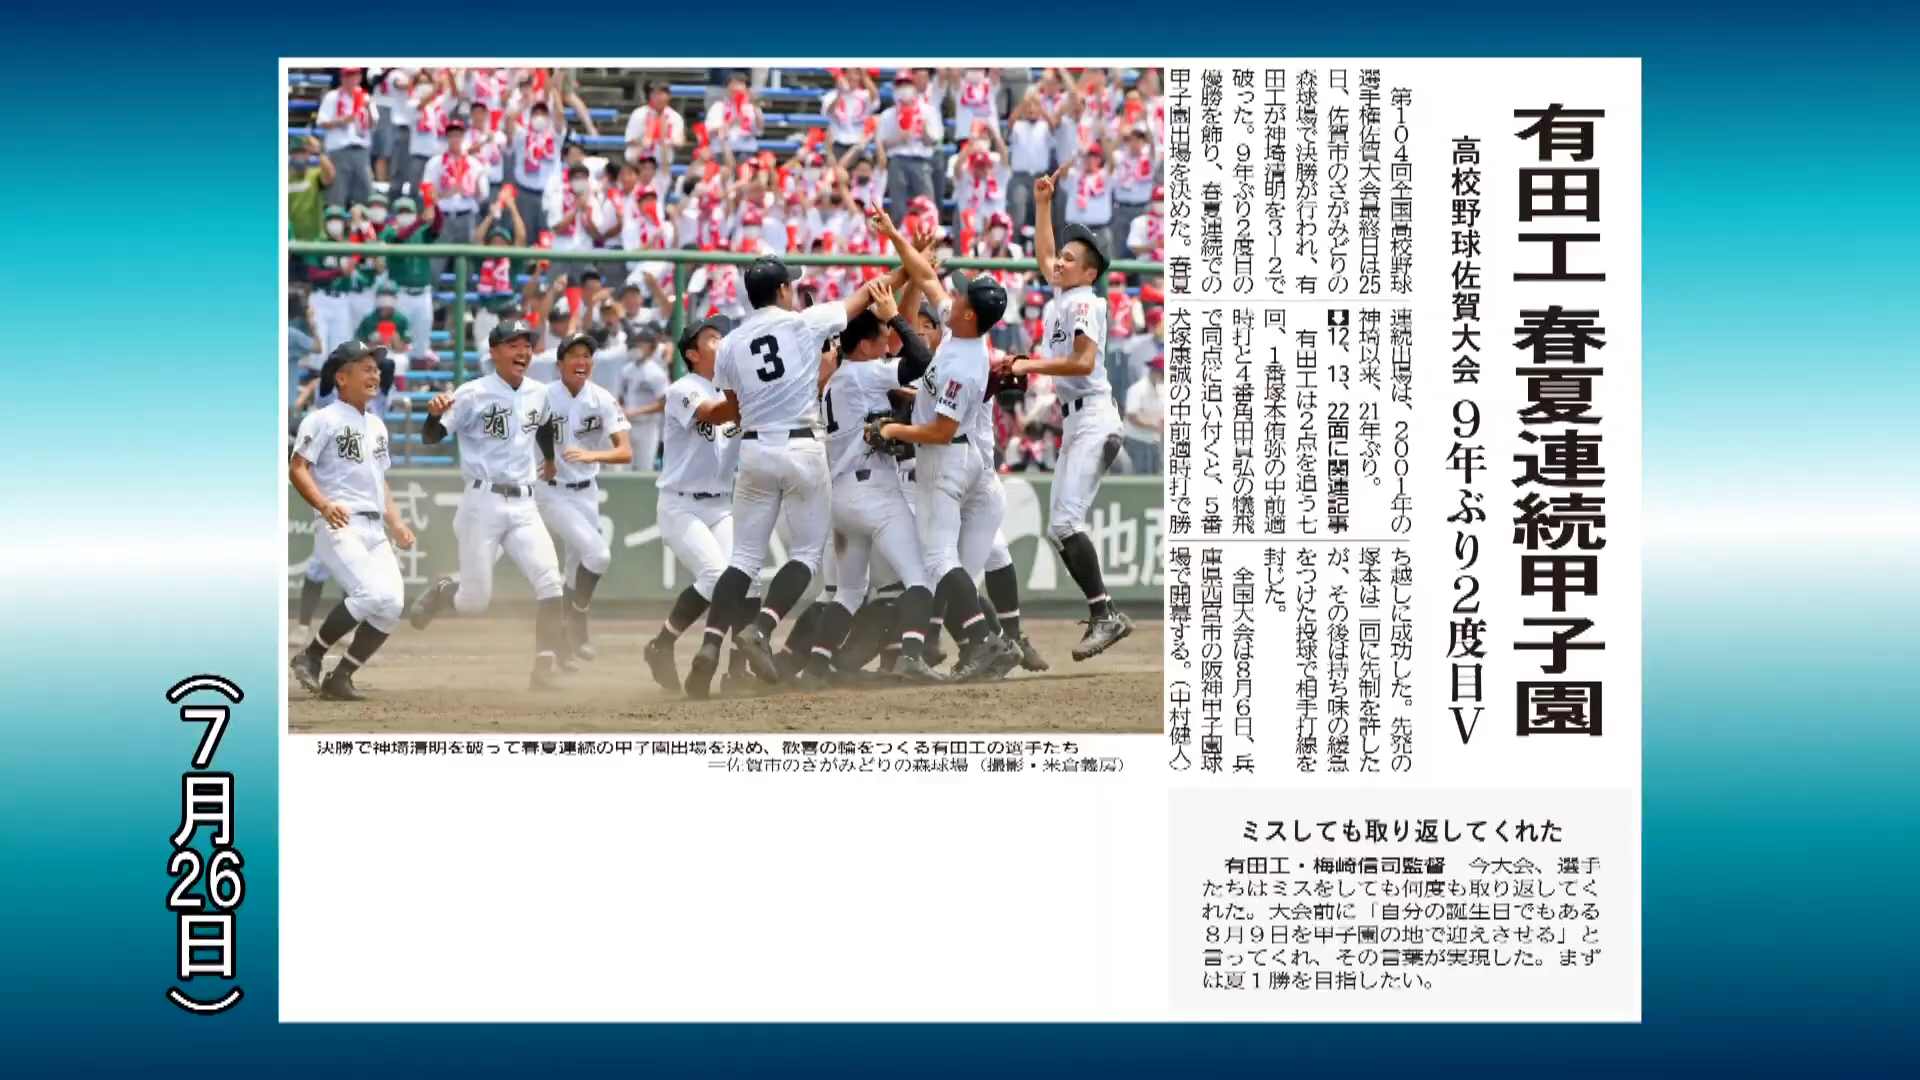 有田工 春夏連続甲子園
高校野球佐賀大会 9年ぶり2度目V
第104回全国高校野球
選手権佐賀大会最終日は25
日、佐賀市のさがみどりの
森球場で決勝が行われ、有
田工が神埼清明を3―2で
破った。9年ぶり2度目の
優勝を飾り、春夏連続での
甲子園出場を決めた。春夏
連続出場は、2001年の
神埼以来、21年ぶり。
12、13、22面に関連記事
有田工は2点を追う七
回、1番塚本侑弥の中前適
時打と4番角田貴弘の犠飛
で同点に追い付くと、5番
犬塚康誠の中前適時打で勝
ち越しに成功した。先発の
塚本は二回に先制を許した
が、その後は持ち味の緩急
をつけた投球で相手打線を
封じた。
全国大会は8月6日、兵
庫県西宮市の阪神甲子園球
場で開幕する。(中村健人)
決勝で神埼清明を破って春夏連続の甲子園出場を決め、歓喜の輪をつくる有田工の選手たち
=佐賀市のさがみどりの森球場(撮影・米倉義房)
ミスしても取り返してくれた
有田工・梅崎信司監督 今大会、選手
たちはミスをしても何度も取り返してく
れた。大会前に「自分の誕生日でもある
8月9日を甲子園の地で迎えさせる」と
言ってくれ、その言葉が実現した。まず
は夏1勝を目指したい。
(7月26日)
3
有工
有工
有工
地産